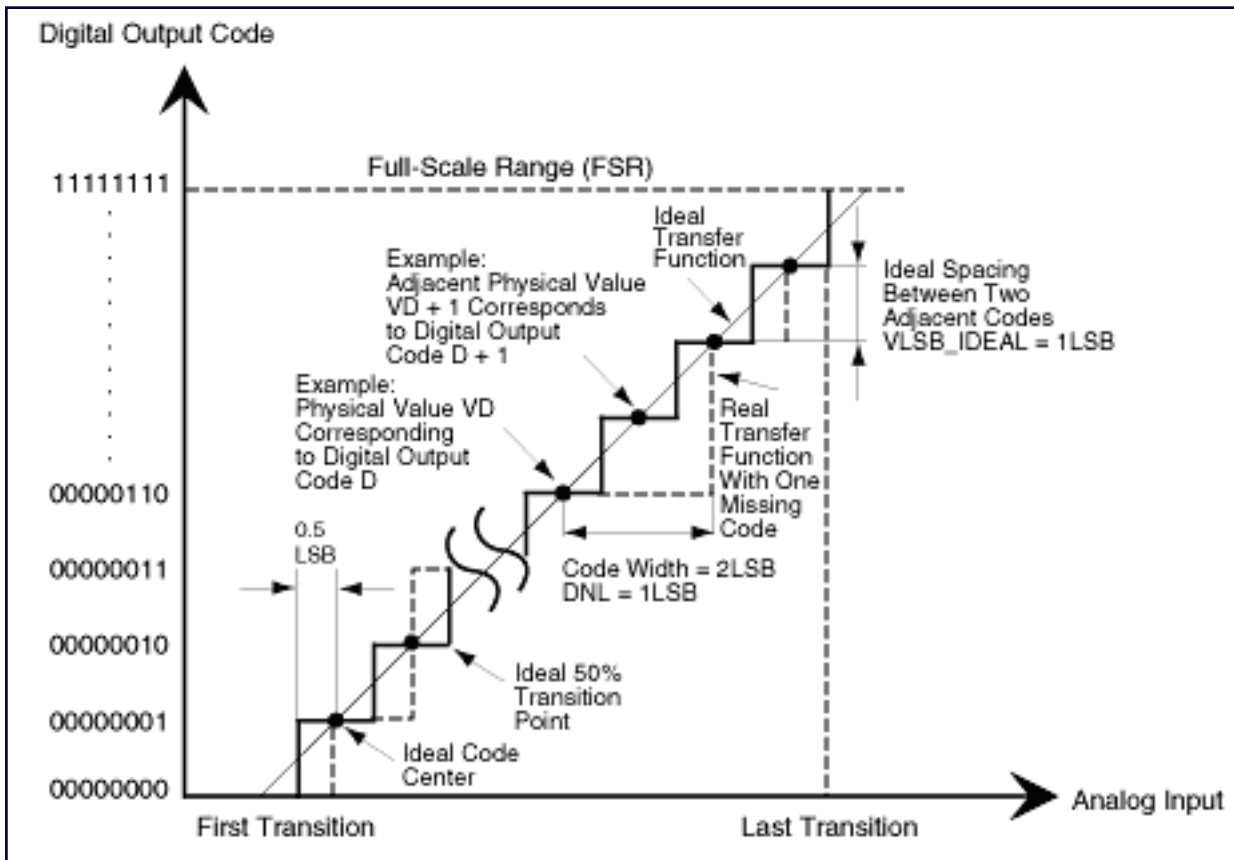 Digital Output Code
Full-Scale Range (FSR)
11111111
Ideal
Transfer
Function
Example:
Adjacent Physical Value
VD + 1 Corresponds
to Digital Output
Code D + 1
Ideal Spacing
Between Two
Adjacent Codes
VLSB_IDEAL = 1LSB
Example:
Physical Value VD
Corresponding
to Digital Output
Code D
Real
Transfer
Function
With One
Missing
Code
00000110
0.5
LSB
00000011
Code Width = 2LSB
DNL = 1LSB
00000010
Ideal 50%
Transition
Point
00000001
Ideal Code
Center
00000000
Analog Input
First Transition
Last Transition